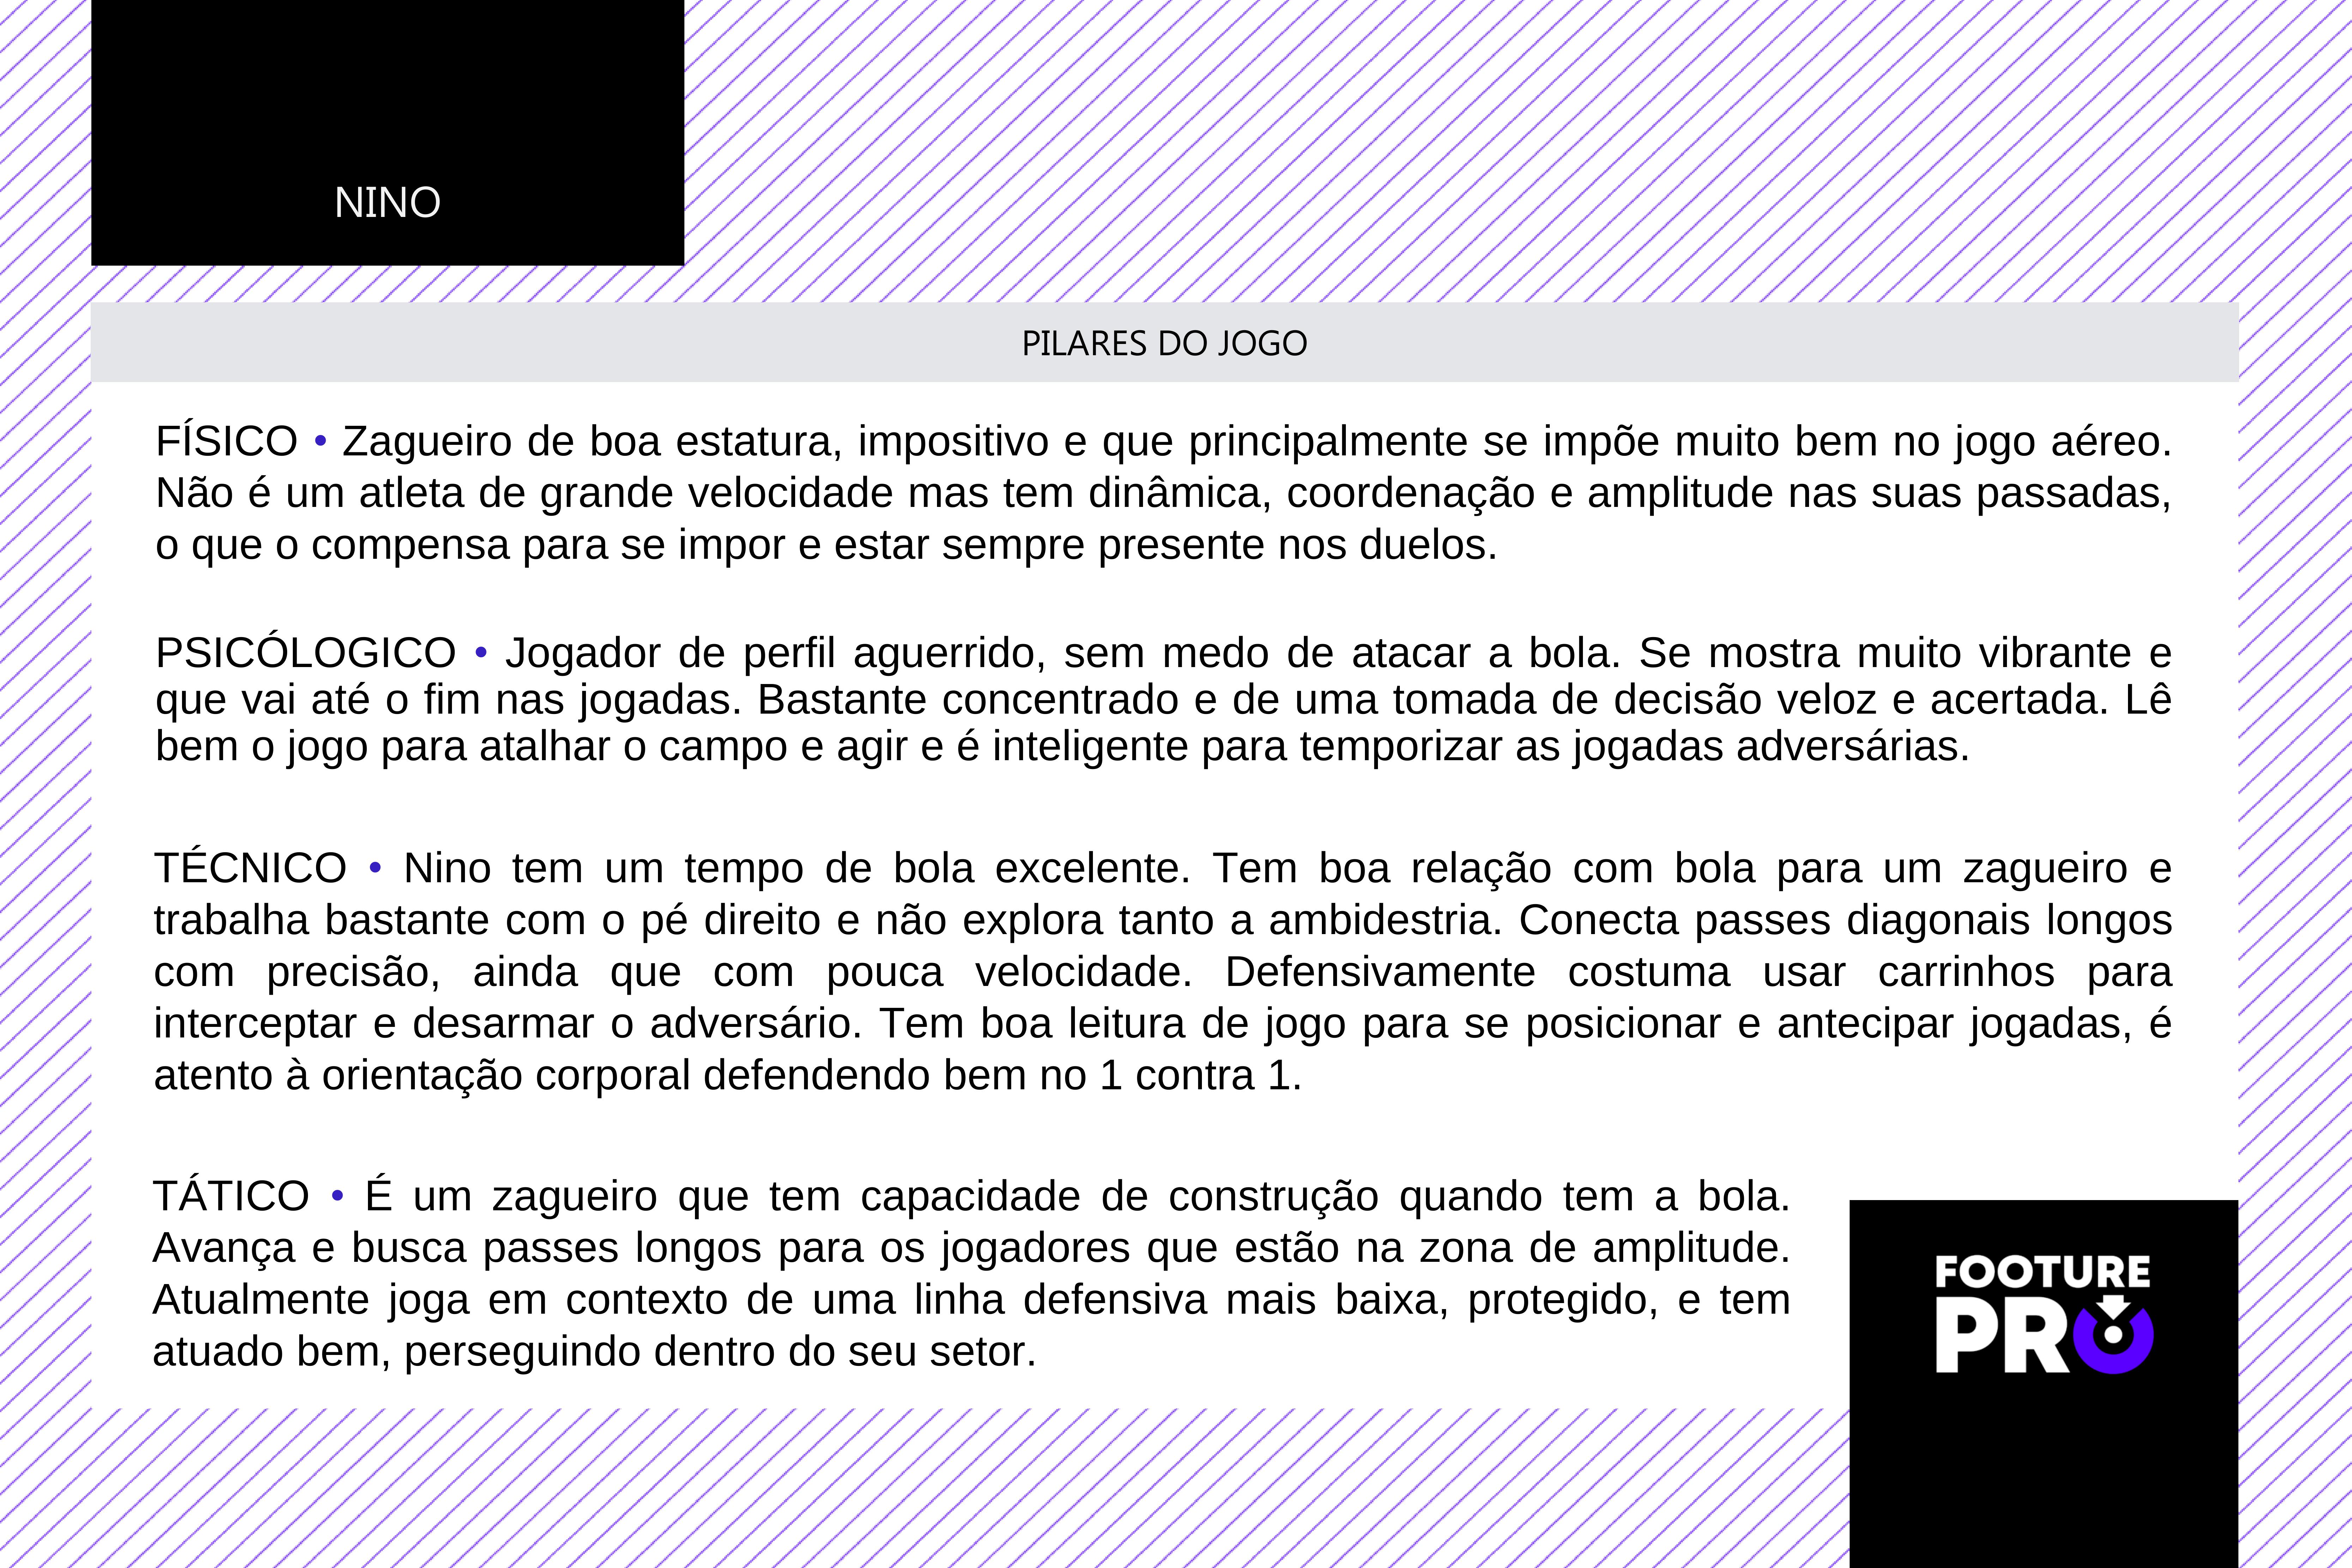 NINO
PILARES DO JOGO
FÍSICO • Zagueiro de boa estatura, impositivo e que principalmente se impõe muito bem no jogo aéreo.
Não é um atleta de grande velocidade mas tem dinâmica, coordenação e amplitude nas suas passadas,
o que o compensa para se impor e estar sempre presente nos duelos.
PSICÓLOGICO • Jogador de perfil aguerrido, sem medo de atacar a bola. Se mostra muito vibrante e
que vai até o fim nas jogadas. Bastante concentrado e de uma tomada de decisão veloz e acertada. Lê
bem o jogo para atalhar o campo e agir e é inteligente para temporizar as jogadas adversárias.
TÉCNICO • Nino tem um tempo de bola excelente. Tem boa relação com bola para um zagueiro e
trabalha bastante com o pé direito e não explora tanto a ambidestria. Conecta passes diagonais longos
com precisão, ainda que com pouca velocidade. Defensivamente costuma usar carrinhos para
interceptar e desarmar o adversário. Tem boa leitura de jogo para se posicionar e antecipar jogadas, é
atento à orientação corporal defendendo bem no 1 contra 1.
TÁTICO • É um zagueiro que tem capacidade de construção quando tem a bola.
Avança e busca passes longos para os jogadores que estão na zona de amplitude.
Atualmente joga em contexto de uma linha defensiva mais baixa, protegido, e tem
atuado bem, perseguindo dentro do seu setor.
FOOTURE
PRO